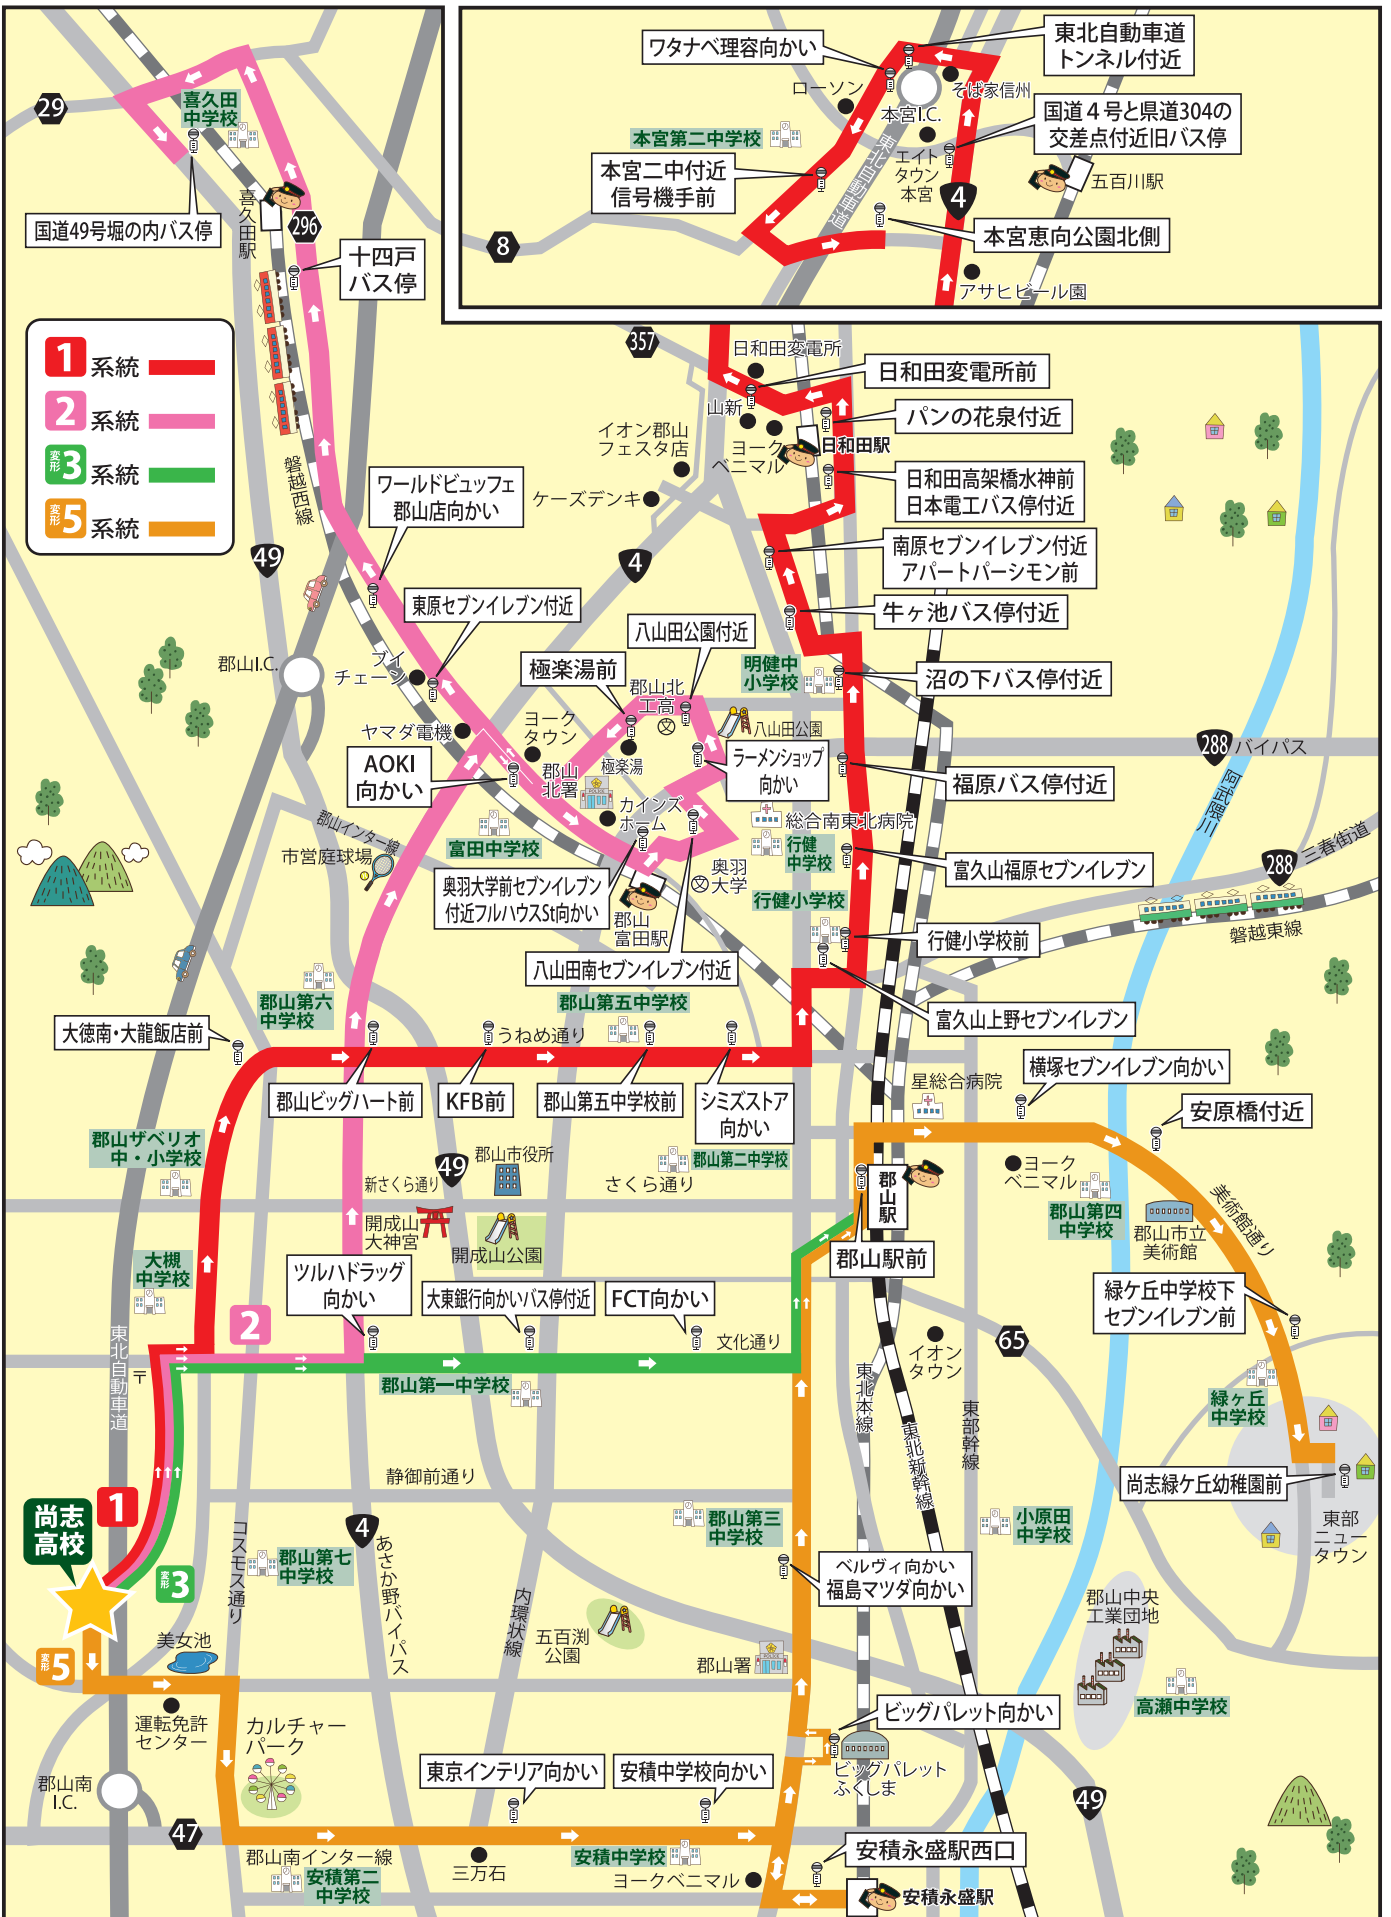 ワタナベ理容向かい
東北自動車道
トンネル付近
ローソン
そば家信州
本宮I.C.
国道4号と県道304の
交差点付近旧バス停
本宮第二中学校
東北自動車道
エイト
タウン
本宮
五百川駅
本宮二中付近
信号機手前
4
8
本宮恵向公園北側
アサヒビール園
29
喜久田
中学校
喜久田駅
国道49号堀の内バス停
296
十四戸
バス停
1 系統
2 系統
変形3 系統
変形5 系統
磐越西線
357
日和田変電所
日和田変電所前
山新
パンの花泉付近
イオン郡山
フェスタ店
ヨーク
ベニマル
日和田駅
ケーズデンキ
日和田高架橋水神前
日本電工バス停付近
ワールドビュッフェ
郡山店向かい
49
4
南原セブンイレブン付近
アパートパーシモン前
東原セブンイレブン付近
牛ヶ池バス停付近
八山田公園付近
郡山I.C.
ブイ
チェーン
極楽湯前
明健中
小学校
沼の下バス停付近
郡山北
工高
ヤマダ電機
ヨーク
タウン
八山田公園
288
バイパス
AOKI
向かい
郡山
北署
POLICE
極楽湯
ラーメンショップ
向かい
福原バス停付近
阿武隈川
カインズ
ホーム
郡山インター線
市営庭球場
富田中学校
総合南東北病院
行健
中学校
三春街道
288
富久山福原セブンイレブン
奥羽大学前セブンイレブン
付近フルハウスSt向かい
奥羽
大学
行健小学校
郡山
富田駅
磐越東線
行健小学校前
八山田南セブンイレブン付近
郡山第六
中学校
郡山第五中学校
富久山上野セブンイレブン
大徳南・大龍飯店前
うねめ通り
郡山ビッグハート前
KFB前
郡山第五中学校前
シミズストア
向かい
星総合病院
横塚セブンイレブン向かい
安原橋付近
郡山ザベリオ
中・小学校
郡山市役所
49
郡山第二中学校
新さくら通り
さくら通り
郡山駅
ヨーク
ベニマル
郡山第四
中学校
郡山市立
美術館
美術館通り
開成山
大神宮
開成山公園
郡山駅前
大槻
中学校
ツルハドラッグ
向かい
大東銀行向かいバス停付近
FCT向かい
緑ケ丘中学校下
セブンイレブン前
2
文化通り
65
イオン
タウン
東北自動車道
〒
郡山第一中学校
東北本線
東部幹線
東北新幹線
緑ヶ丘
中学校
静御前通り
尚志緑ケ丘幼稚園前
尚志
高校
1
4
郡山第三
中学校
小原田
中学校
東部
ニュー
タウン
コスモス通り
郡山第七
中学校
あさか野バイパス
ベルヴィ向かい
福島マツダ向かい
変形3
内環状線
郡山中央
工業団地
美女池
五百渕
公園
郡山署
POLICE
変形5
高瀬中学校
運転免許
センター
カルチャー
パーク
ビッグパレット向かい
ビッグパレット
ふくしま
郡山南
I.C.
東京インテリア向かい
安積中学校向かい
49
47
郡山南インター線
安積第二
中学校
三万石
安積中学校
ヨークベニマル
安積永盛駅西口
安積永盛駅